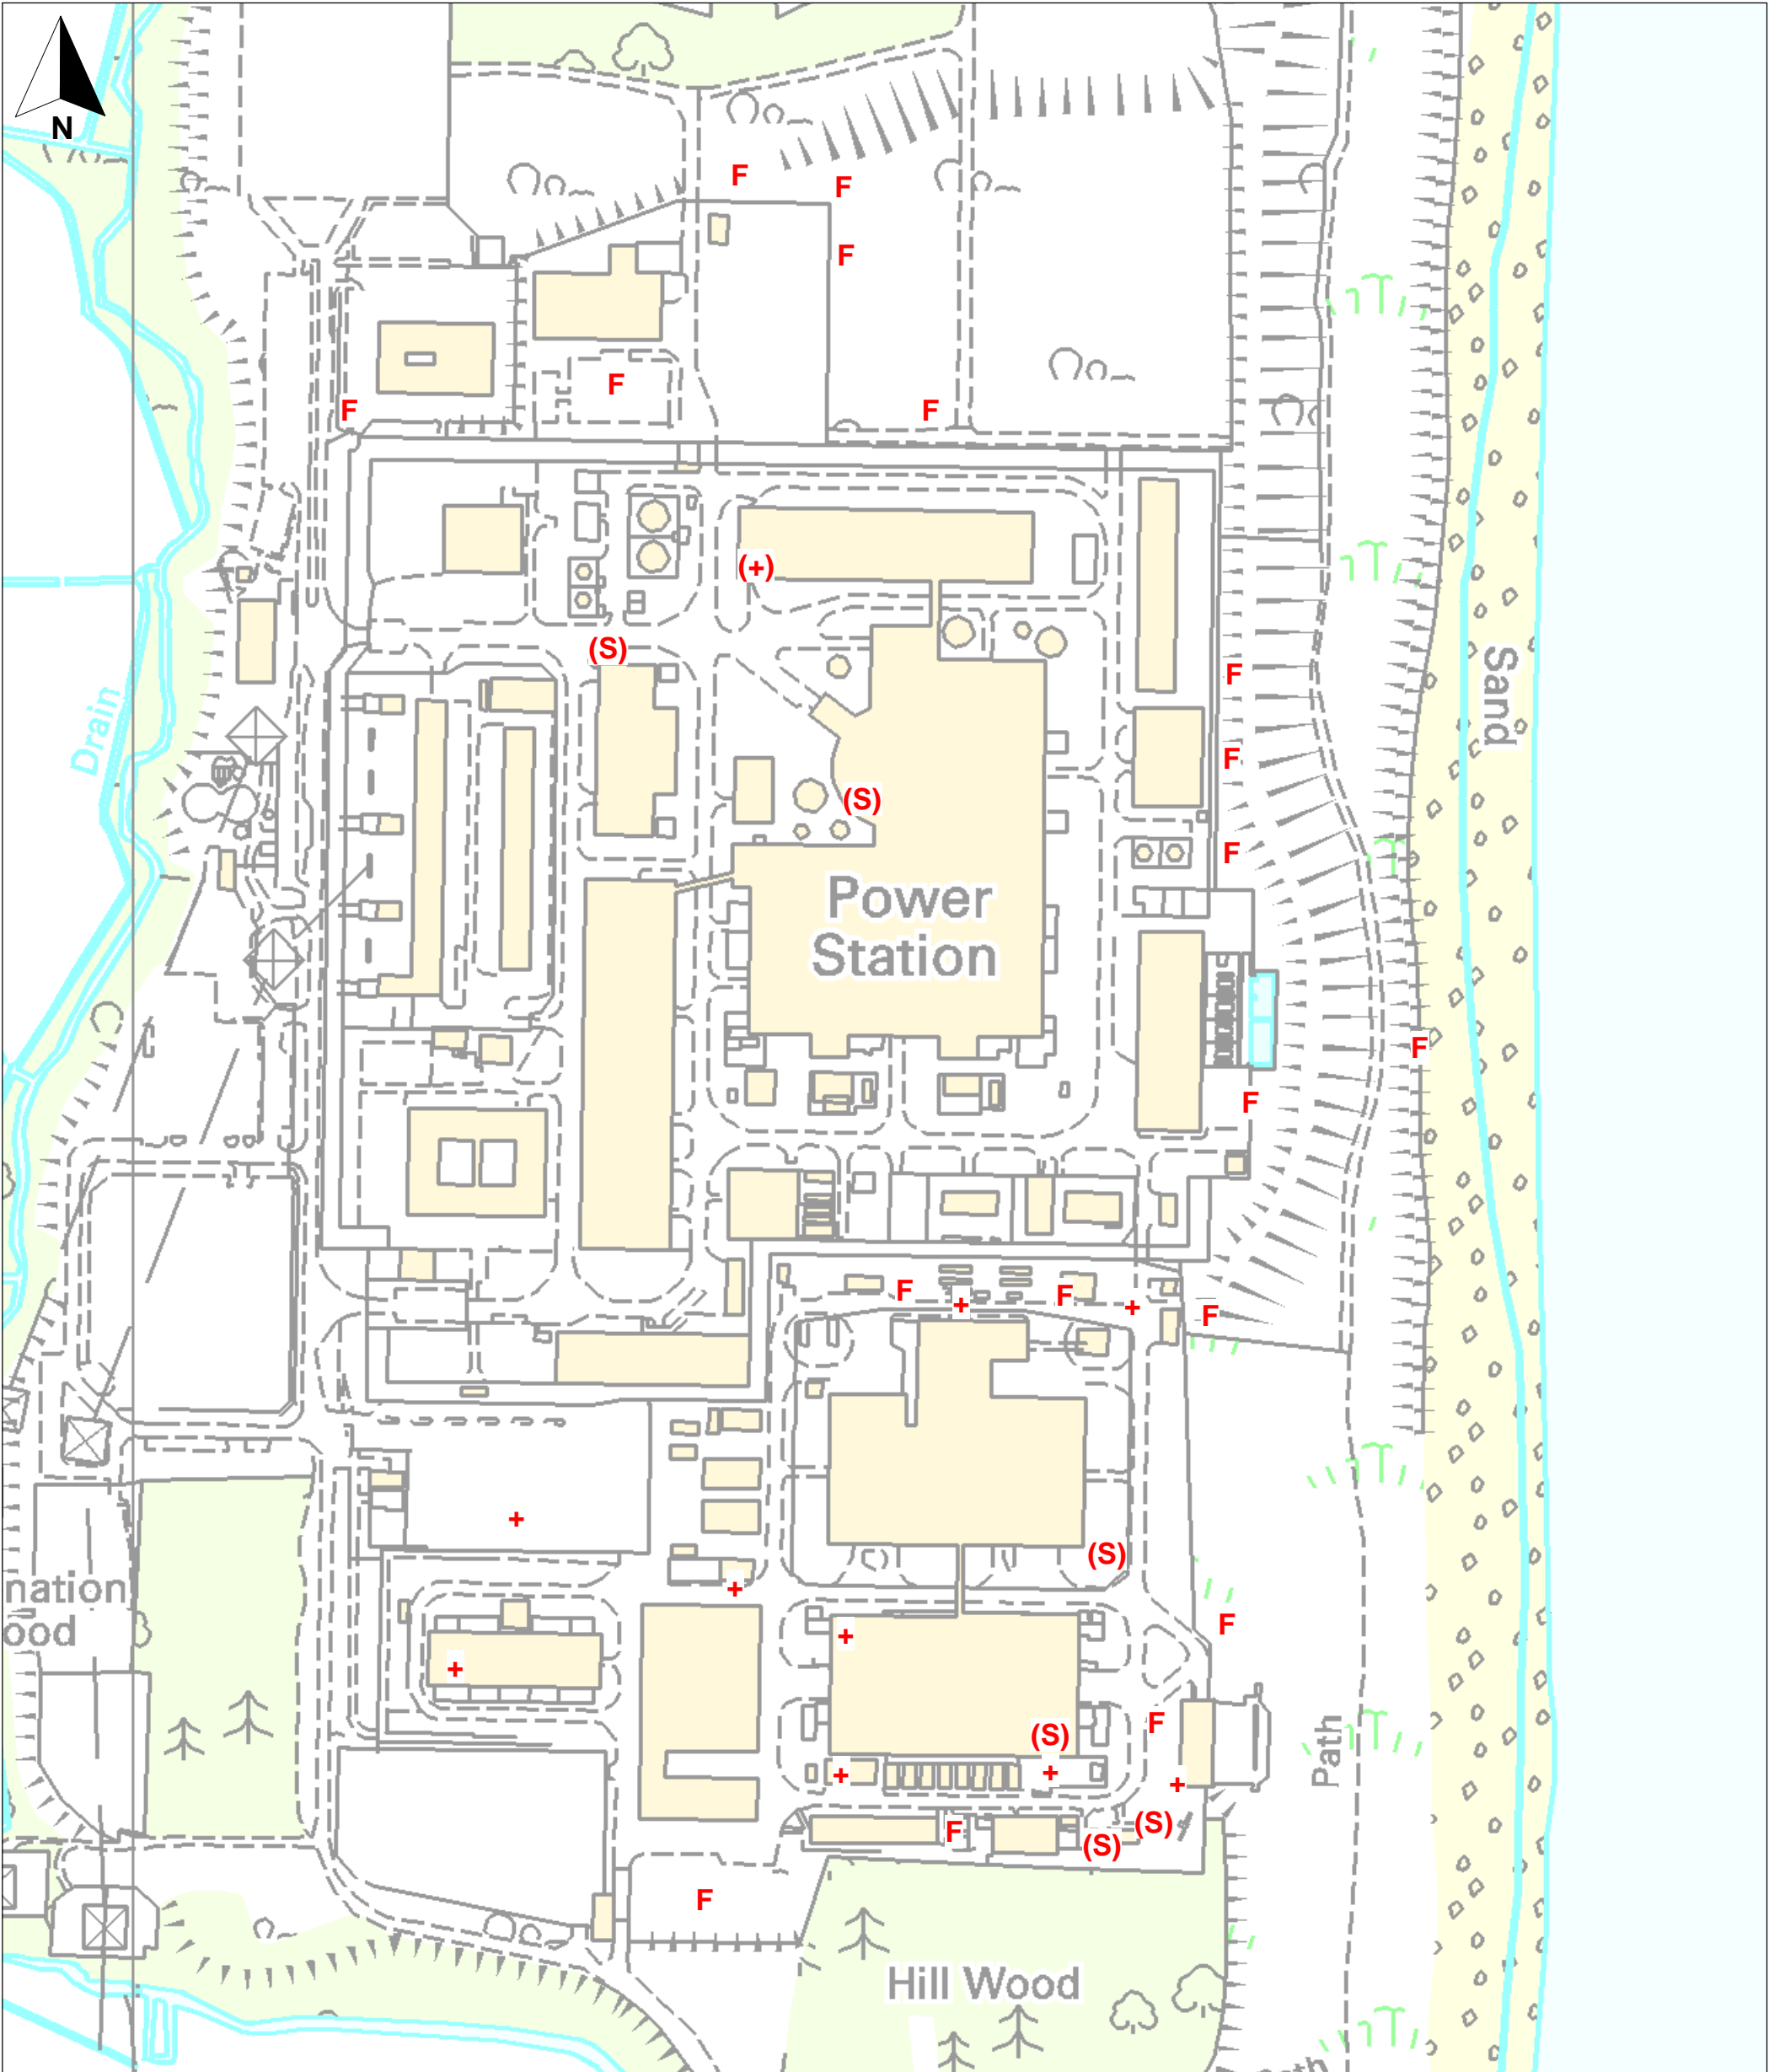 N
F
F
F
F
F
F
(+)
(S)
F
Sand
Drain
F
(S)
F
Power
Station
F
F
F
F
+
F
+
F
+
(S)
nation
ood
+
F
+
+
F
(S)
Path
+
+
+
(S)
F
(S)
F
Hill Wood